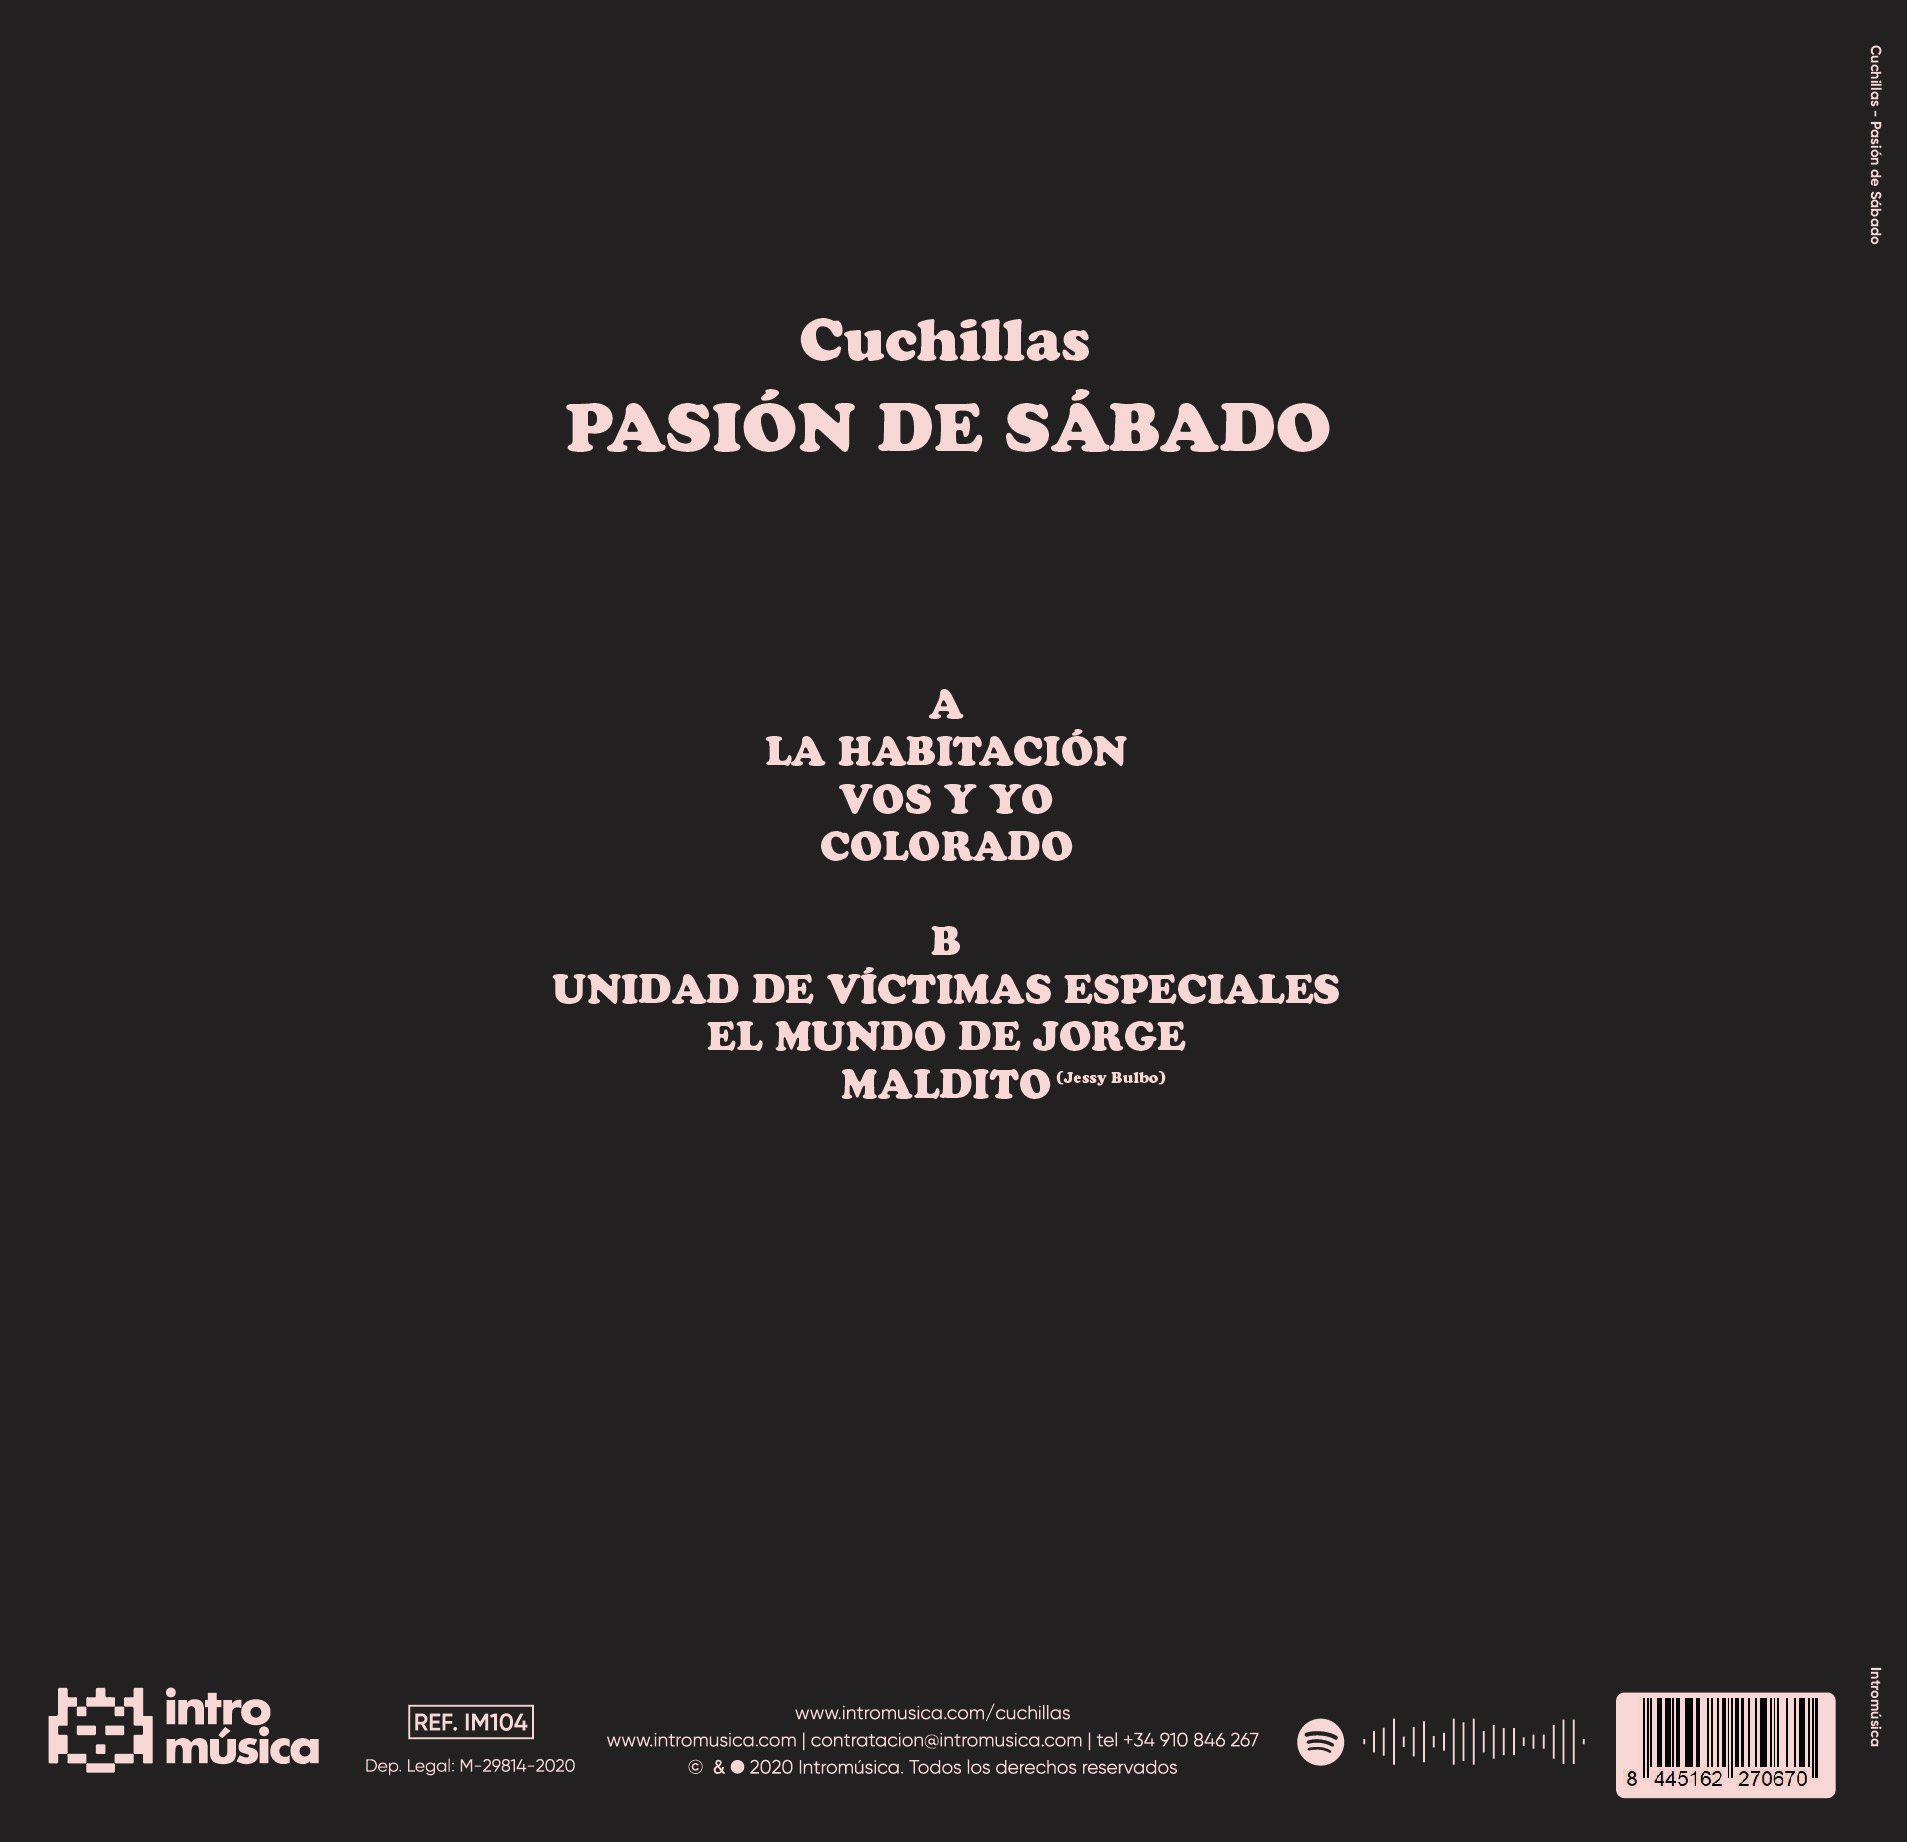 Cuchillas – Pasión de Sábado
Cuchillas
PASIÓN DE SÁBADO
A
LA HABITACIÓN
VOS Y YO
COLORADO
B
UNIDAD DE VÍCTIMAS ESPECIALES
EL MUNDO DE JORGE
MALDITO (Jessy Bulbo)
intro
música
REF. IM104
Dep. Legal: M-29814-2020
www.intromusica.com/cuchillas
www.intromusica.com | contratacion@intromusica.com | tel +34 910 846 267
© & ● 2020 Intromúsica. Todos los derechos reservados
8 445162 270670
Intromúsica